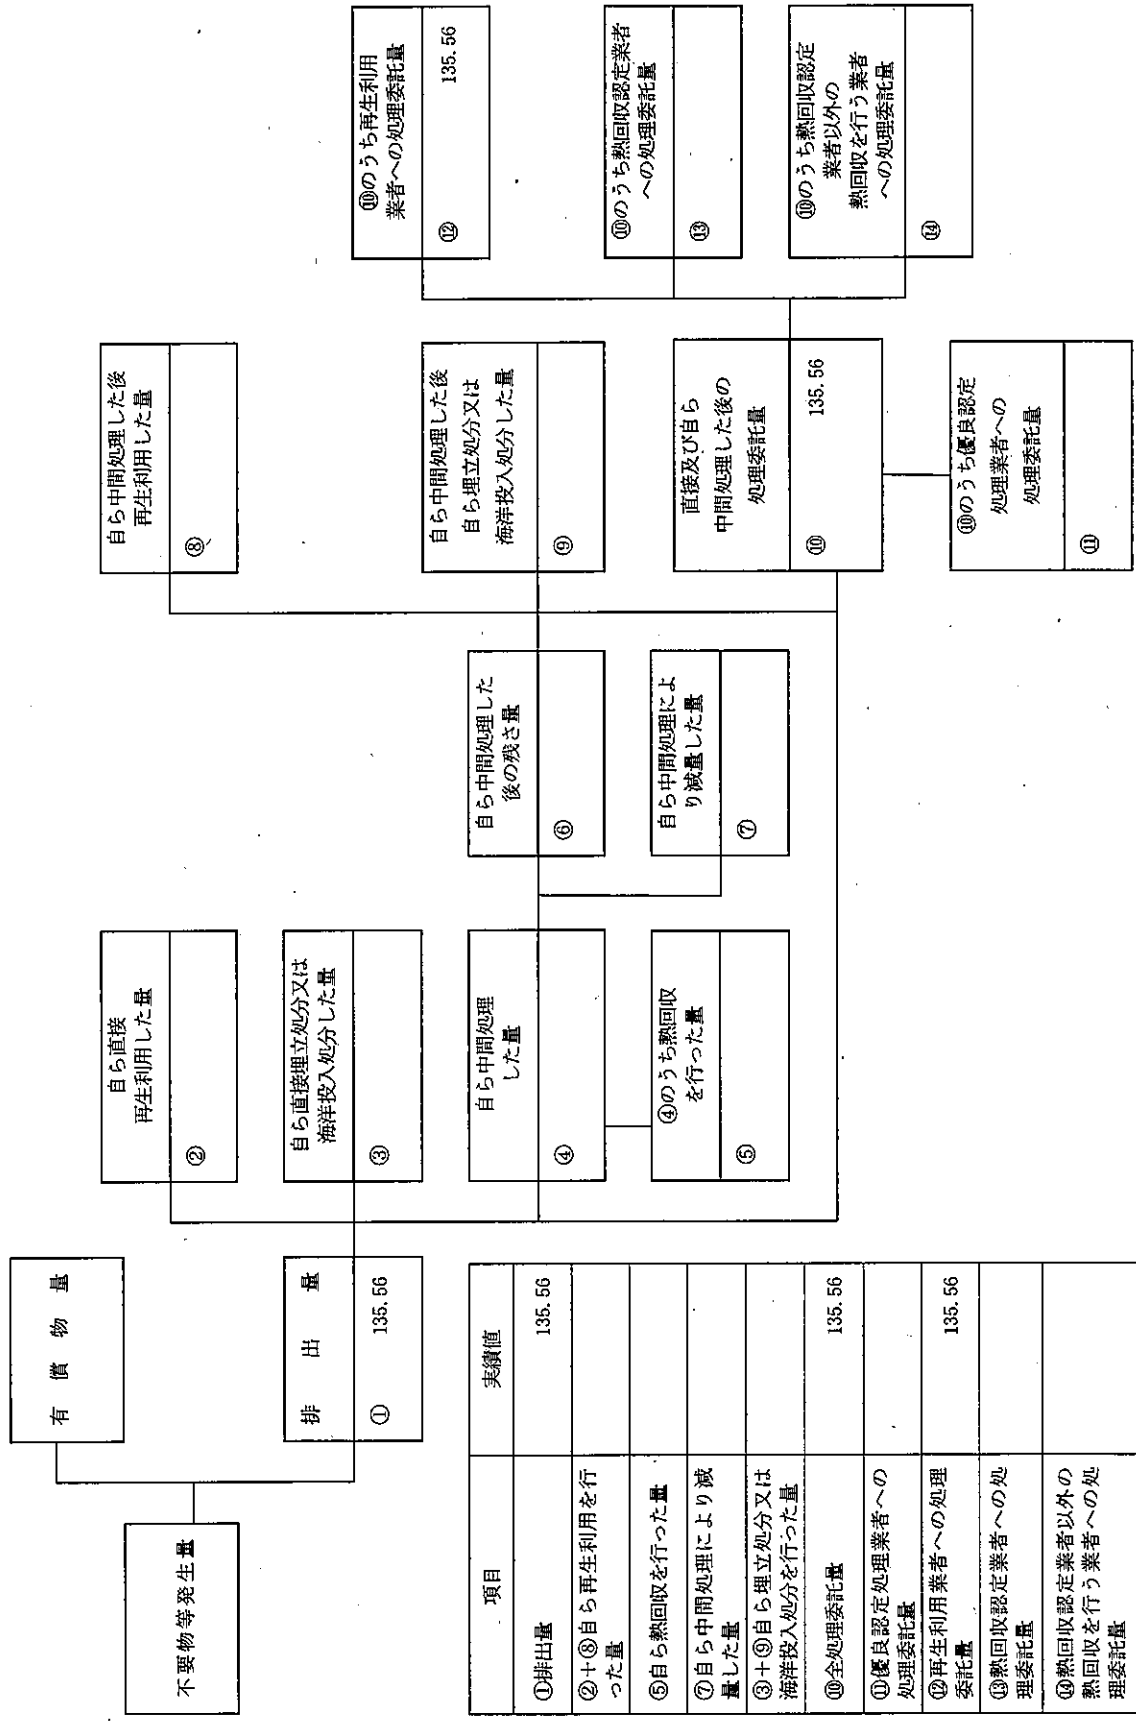 不要物等発生量
有償物量
排出量
① 135.56
自ら直接
再生利用した量
②
自ら直接埋立処分又は
海洋投入処分した量
③
自ら中間処理
した量
④
④のうち熱回収
を行った量
⑤
自ら中間処理した
後の残さ量
⑥
自ら中間処理によ
り減量した量
⑦
自ら中間処理した後
再生利用した量
⑧
自ら中間処理した後
自ら埋立処分又は
海洋投入処分した量
⑨
直接及び自ら
中間処理した後の
処理委託量
⑩ 135.56
⑩のうち優良認定
処理業者への
処理委託量
⑪
⑩のうち再生利用
業者への処理委託量
⑫ 135.56
⑩のうち熱回収認定業者
への処理委託量
⑬
⑩のうち熱回収認定
業者以外の
熱回収を行う業者
への処理委託量
⑭
項目 実績値
①排出量 135.56
②+⑧自ら再生利用を行
った量
⑤自ら熱回収を行った量
⑦自ら中間処理により減
量した量
③+⑨自ら埋立処分又は
海洋投入処分を行った量
⑩全処理委託量 135.56
⑪優良認定処理業者への
処理委託量
⑫再生利用業者への処理
委託量 135.56
⑬熱回収認定業者への処
理委託量
⑭熱回収認定業者以外の
熱回収を行う業者への処
理委託量